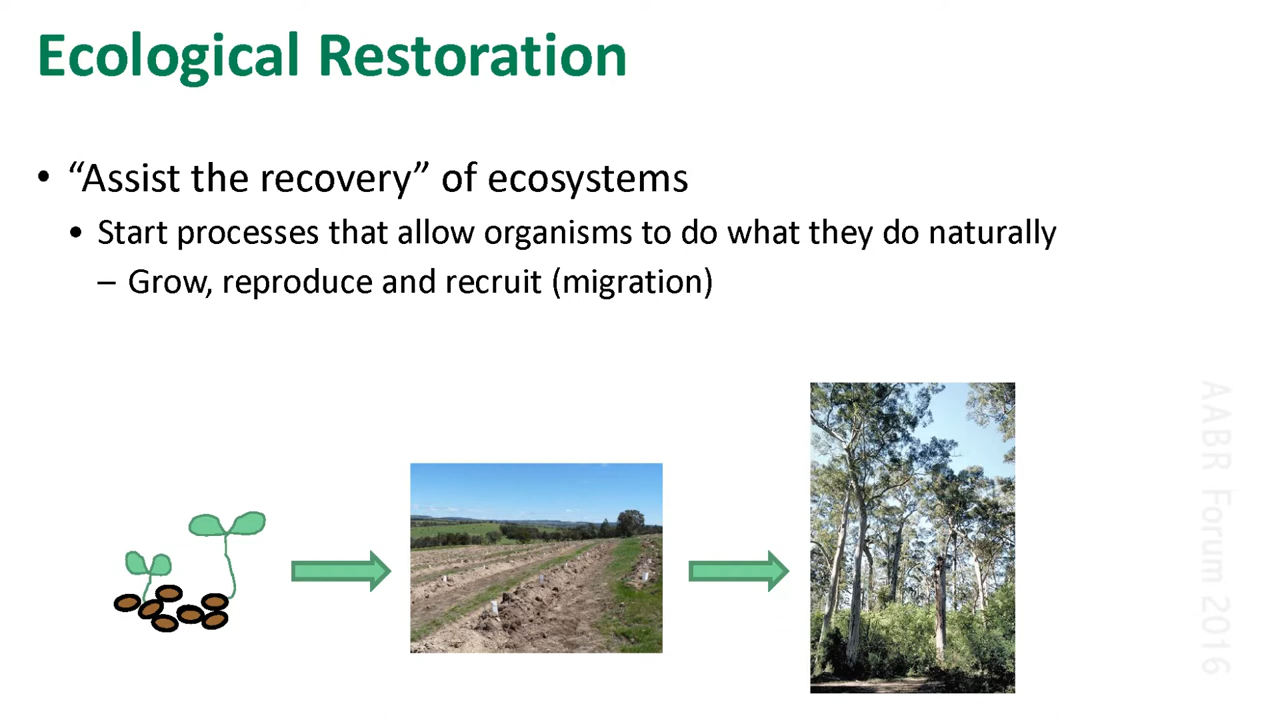 Ecological Restoration
• “Assist the recovery” of ecosystems
• Start processes that allow organisms to do what they do naturally
– Grow, reproduce and recruit (migration)
AABR Forum 2016